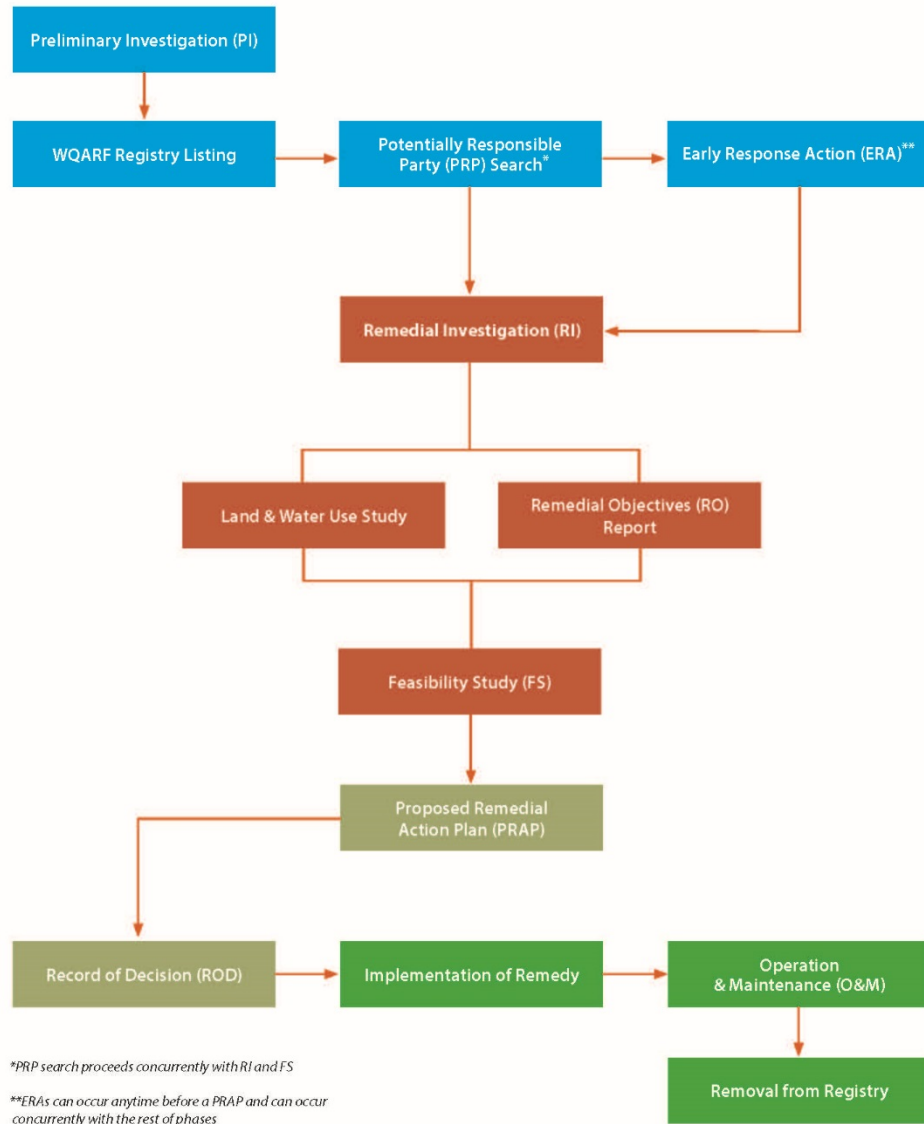 Preliminary Investigation (PI)
WQARF Registry Listing
Potentially Responsible
Party (PRP) Search*
Early Response Action (ERA)**
Remedial Investigation (RI)
Land & Water Use Study
Remedial Objectives (RO)
Report
Feasibility Study (FS)
Proposed Remedial
Action Plan (PRAP)
Record of Decision (ROD)
Implementation of Remedy
Operation
& Maintenance (O&M)
Removal from Registry
*PRP search proceeds concurrently with RI and FS
**ERAs can occur anytime before a PRAP and can occur
concurrently with the rest of phases